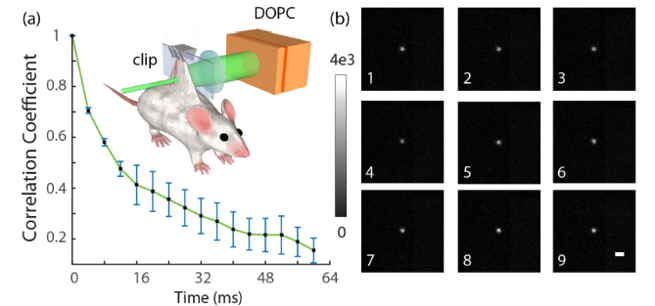 (a)
DOPC
clip
4e3
0
Correlation Coefficient
1
0.8
0.6
0.4
0.2
0 16 32 48 64
Time (ms)
(b)
1 2 3
4 5 6
7 8 9